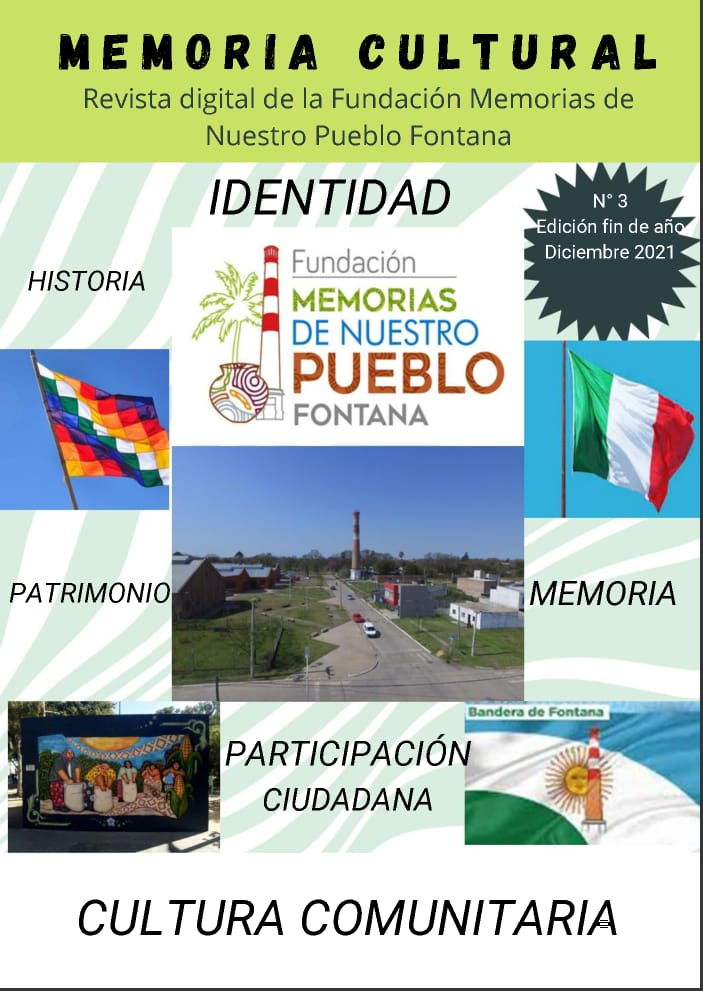 MEMORIA CULTURAL
Revista digital de la Fundación Memorias de
Nuestro Pueblo Fontana
IDENTIDAD
N° 3
Edición fin de año
Diciembre 2021
HISTORIA
Fundación
MEMORIAS
DE NUESTRO
PUEBLO
FONTANA
PATRIMONIO
MEMORIA
Bandera de Fontana
PARTICIPACIÓN
CIUDADANA
CULTURA COMUNITARIA